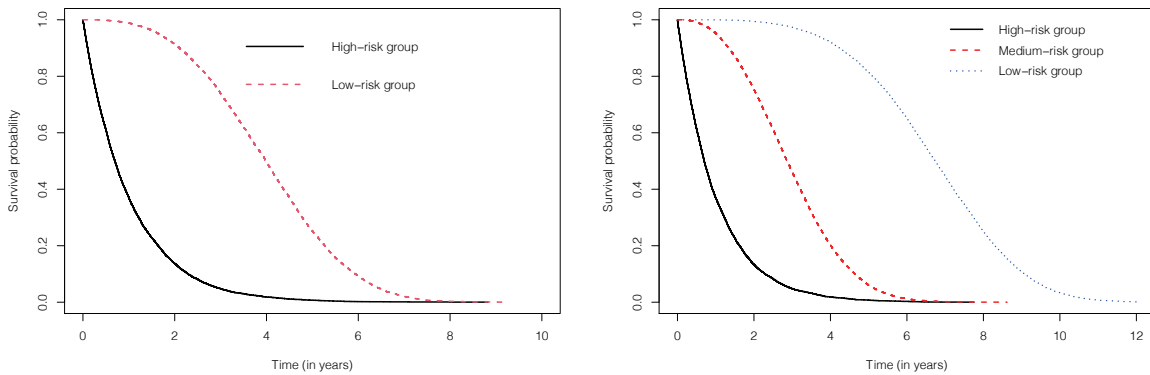 High−risk group
Low−risk group
Survival probability
0.0 0.2 0.4 0.6 0.8 1.0
0 2 4 6 8 10
Time (in years)
High−risk group
Medium−risk group
Low−risk group
Survival probability
0.0 0.2 0.4 0.6 0.8 1.0
0 2 4 6 8 10 12
Time (in years)